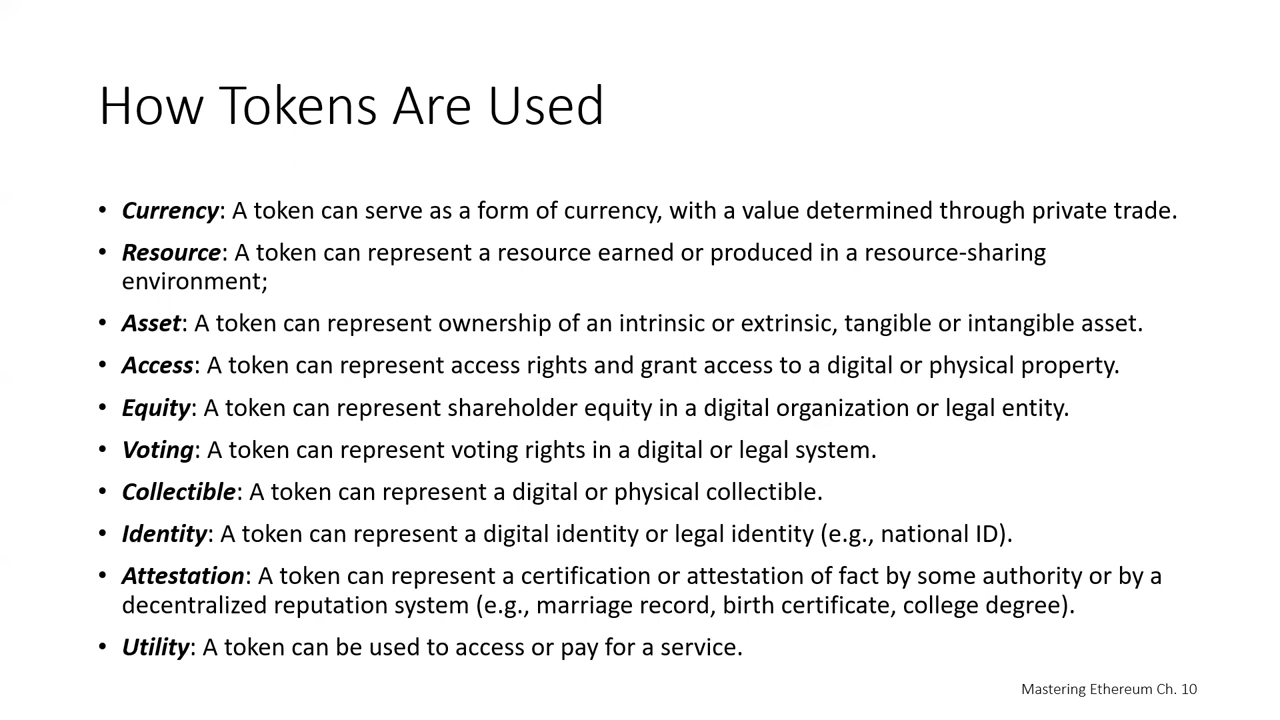 How Tokens Are Used
• Currency: A token can serve as a form of currency, with a value determined through private trade.
• Resource: A token can represent a resource earned or produced in a resource-sharing
environment;
• Asset: A token can represent ownership of an intrinsic or extrinsic, tangible or intangible asset.
• Access: A token can represent access rights and grant access to a digital or physical property.
• Equity: A token can represent shareholder equity in a digital organization or legal entity.
• Voting: A token can represent voting rights in a digital or legal system.
• Collectible: A token can represent a digital or physical collectible.
• Identity: A token can represent a digital identity or legal identity (e.g., national ID).
• Attestation: A token can represent a certification or attestation of fact by some authority or by a
decentralized reputation system (e.g., marriage record, birth certificate, college degree).
• Utility: A token can be used to access or pay for a service.
Mastering Ethereum Ch. 10